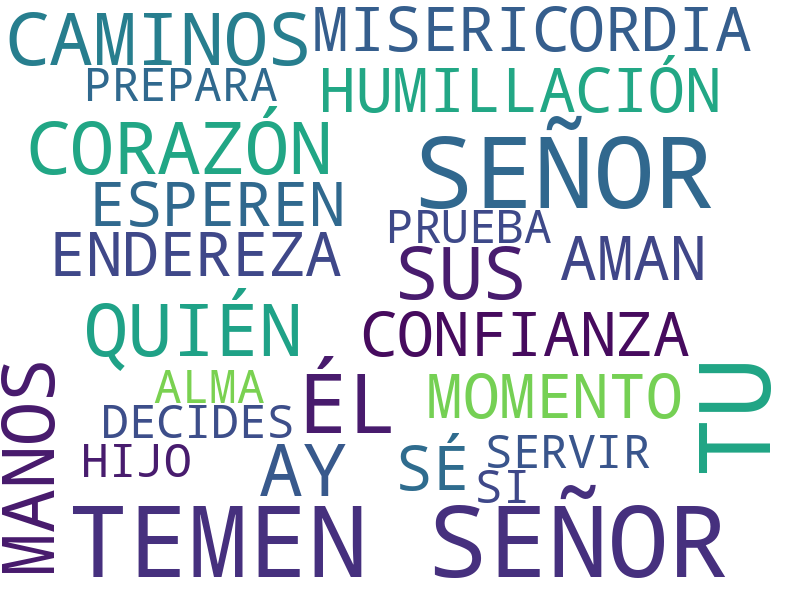 CAMINOS MISERICORDIA
PREPARA HUMILLACIÓN
CORAZÓN SEÑOR
ESPEREN PRUEBA
ENDEREZA SUS AMAN
QUIÉN CONFIANZA
MANOS ALMA ÉL MOMENTO TU
DECIDES
HIJO AY SÉ SERVIR
SI
TEMEN SEÑOR